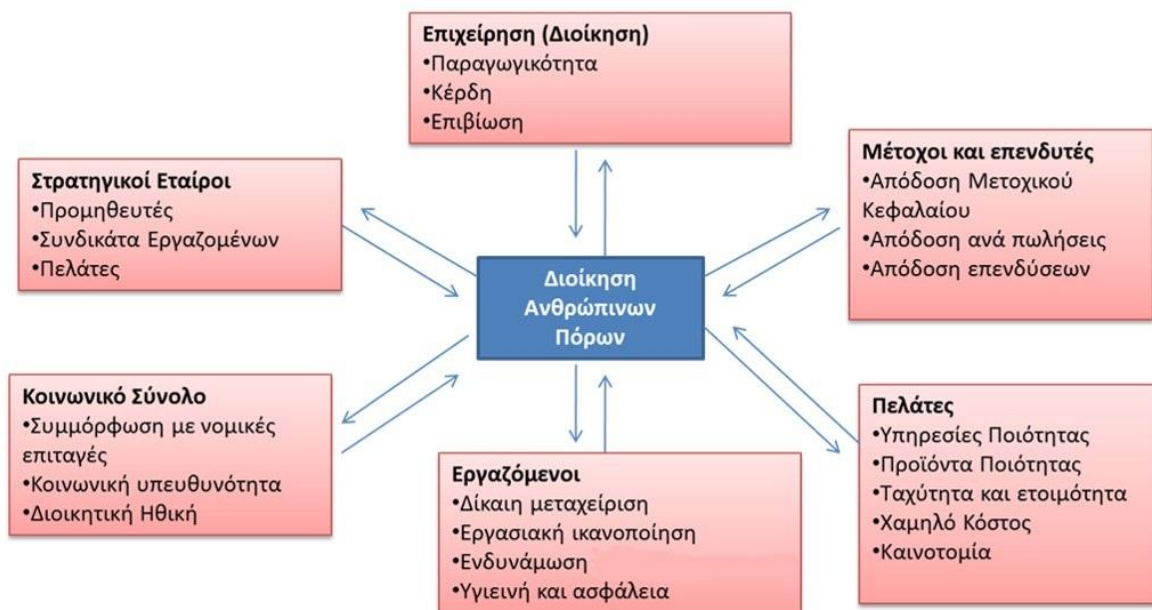 Επιχείρηση (Διοίκηση)
•Παραγωγικότητα
•Κέρδη
•Επιβίωση
Στρατηγικοί Εταίροι
•Προμηθευτές
•Συνδικάτα Εργαζομένων
•Πελάτες
Μέτοχοι και επενδυτές
•Απόδοση Μετοχικού
Κεφαλαίου
•Απόδοση ανά πωλήσεις
•Απόδοση επενδύσεων
Διοίκηση
Ανθρώπινων
Πόρων
Κοινωνικό Σύνολο
•Συμμόρφωση με νομικές
επιταγές
•Κοινωνική υπευθυνότητα
•Διοικητική Ηθική
Εργαζόμενοι
•Δίκαιη μεταχείριση
•Εργασιακή ικανοποίηση
•Ενδυνάμωση
•Υγιεινή και ασφάλεια
Πελάτες
•Υπηρεσίες Ποιότητας
•Προϊόντα Ποιότητας
•Ταχύτητα και ετοιμότητα
•Χαμηλό Κόστος
•Καινοτομία